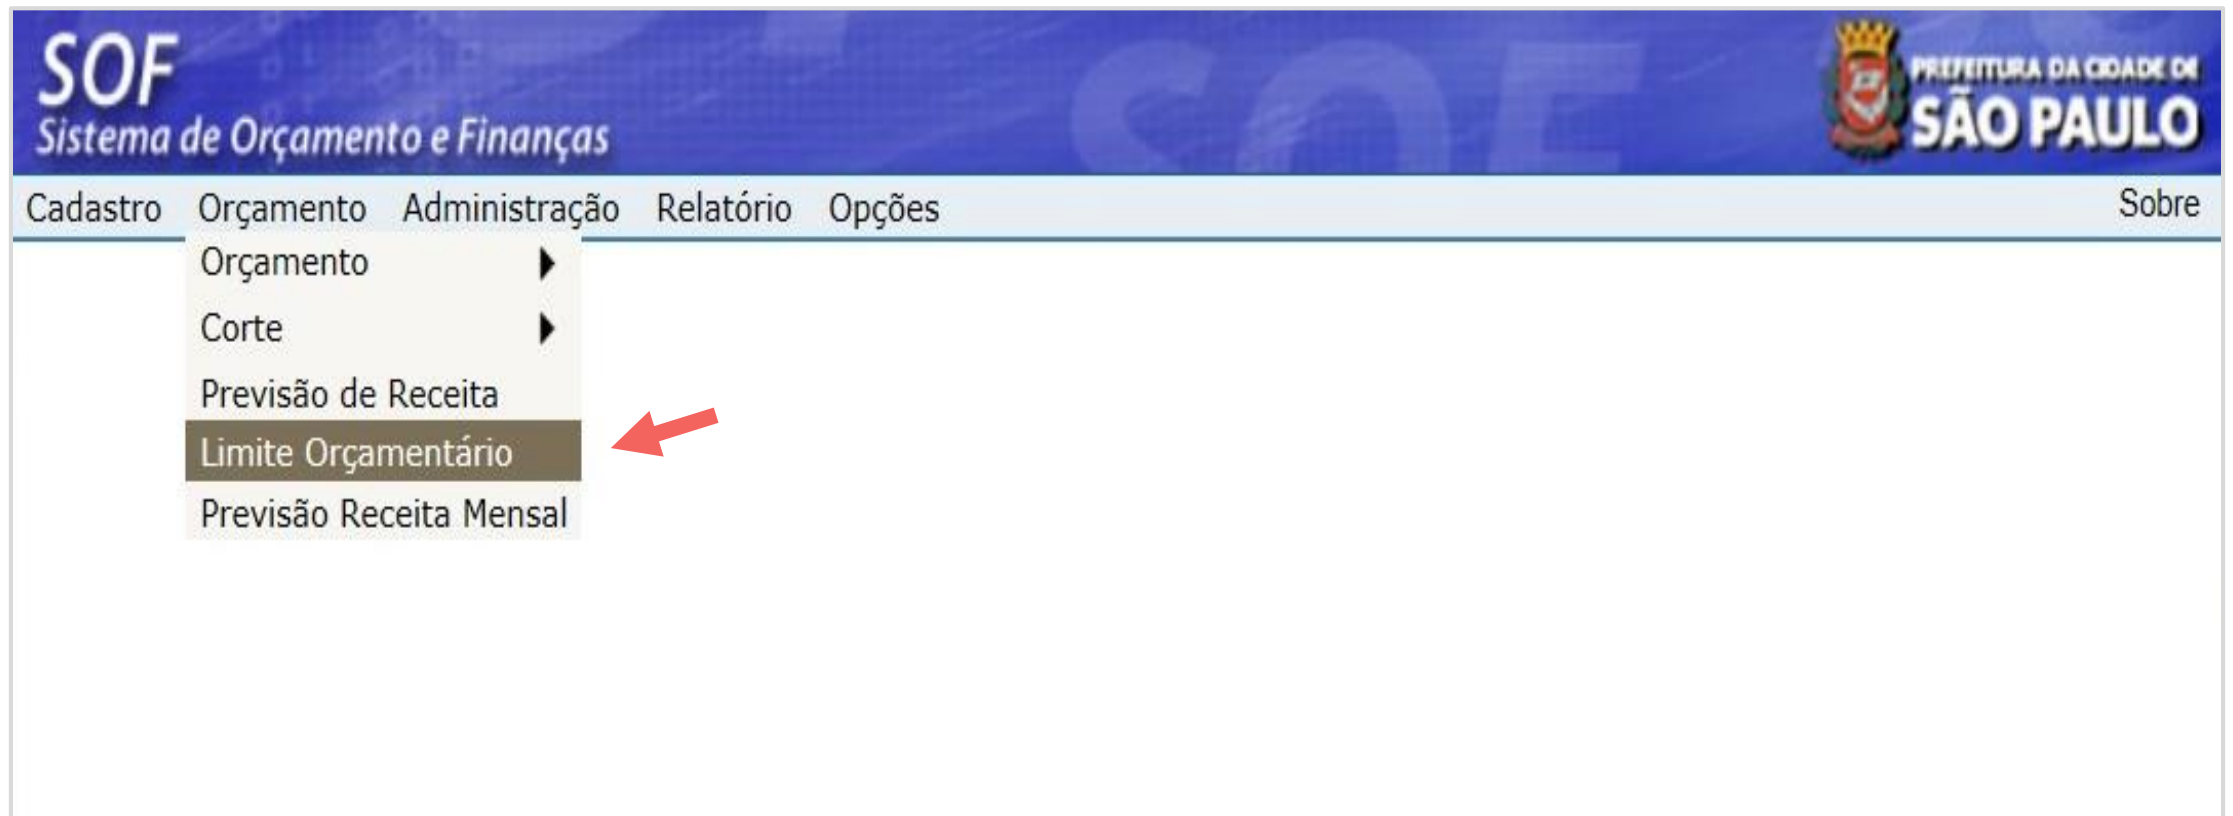 SOF
Sistema de Orçamento e Finanças
SOF
PREFEITURA DA CIDADE DE
SÃO PAULO
Cadastro Orçamento Administração Relatório Opções Sobre
Orçamento
Corte
Previsão de Receita
Limite Orçamentário
Previsão Receita Mensal